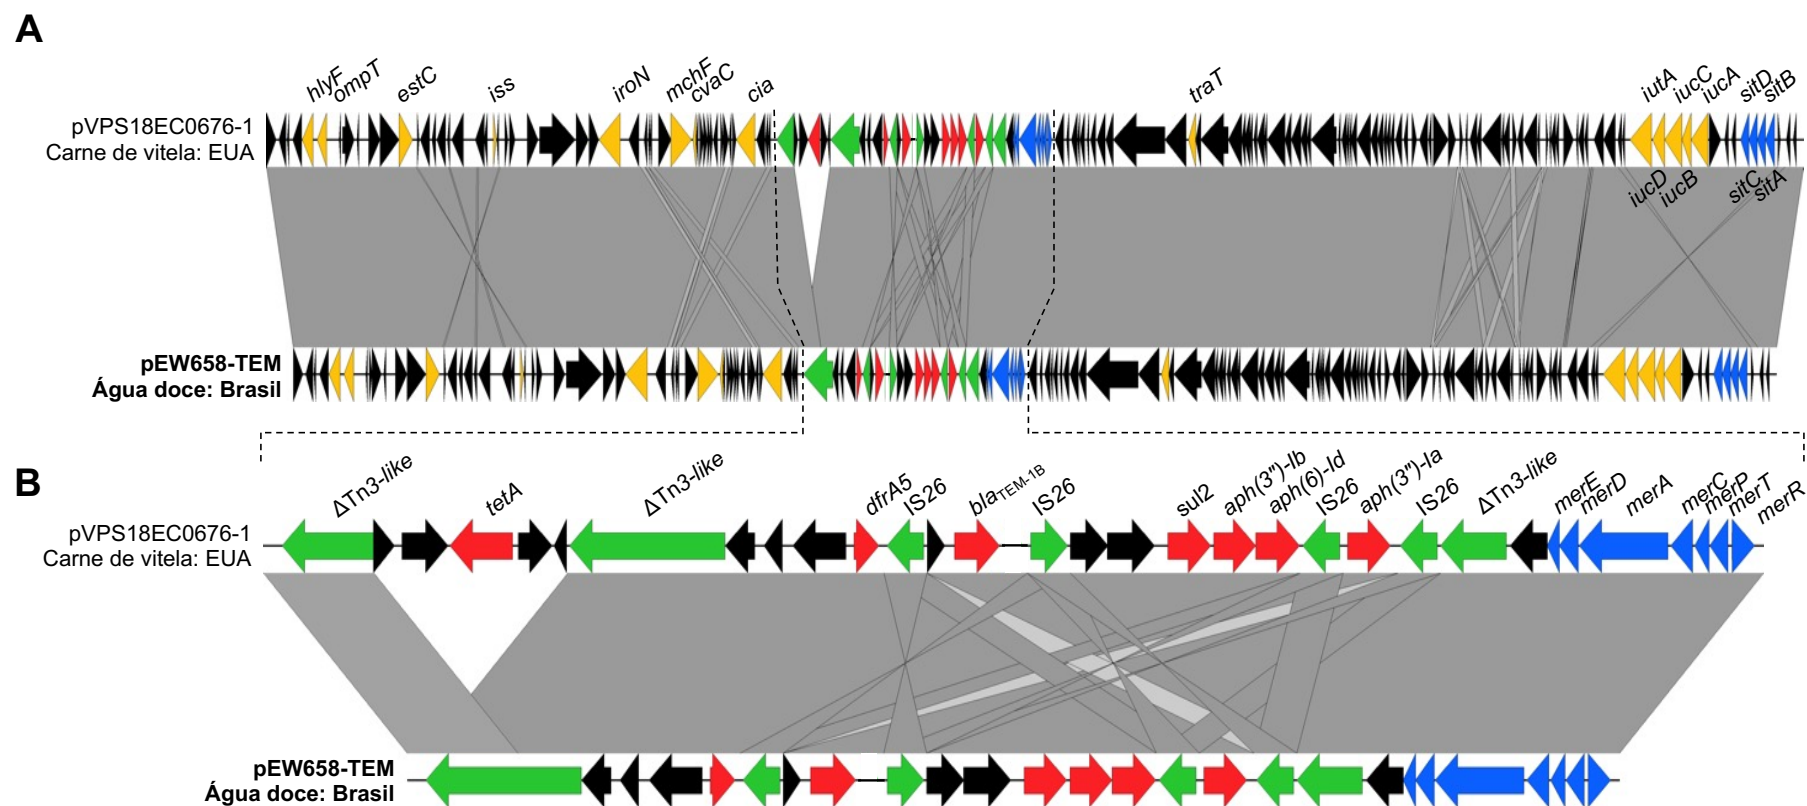 A
hlyF ompT estC iss iroN mchF cvaC cia traT iutA iucC iucA sitD sitB
pVPS18EC0676-1
Carne de vitela: EUA
iucD iucB sitC sitA
pEW658-TEM
Água doce: Brasil
B
ΔTn3-like tetA ΔTn3-like dfrA5 IS26 blaTEM-1B IS26 sul2 aph(3″)-Ib aph(6)-Id IS26 aph(3″)-Ia IS26 ΔTn3-like merE merD merA merC merP merT merR
pVPS18EC0676-1
Carne de vitela: EUA
pEW658-TEM
Água doce: Brasil